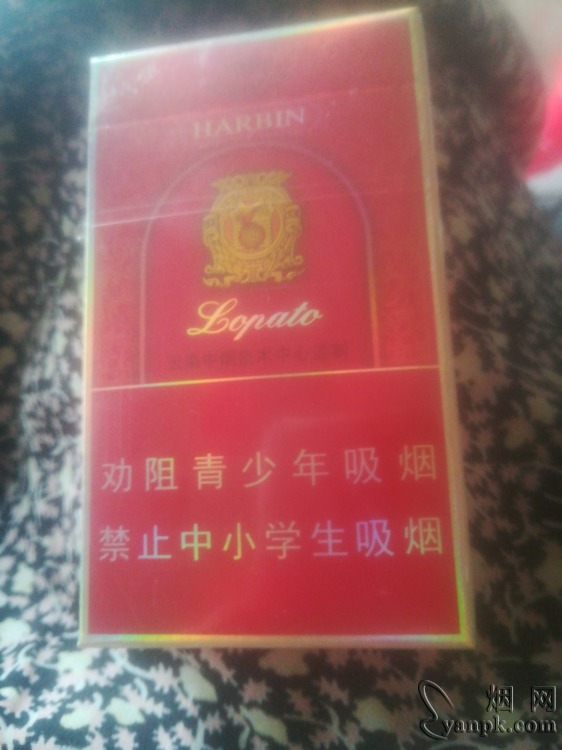 HARBIN
Lopato
劝阻青少年吸烟
禁止中小学生吸烟
烟网
yanpk.com